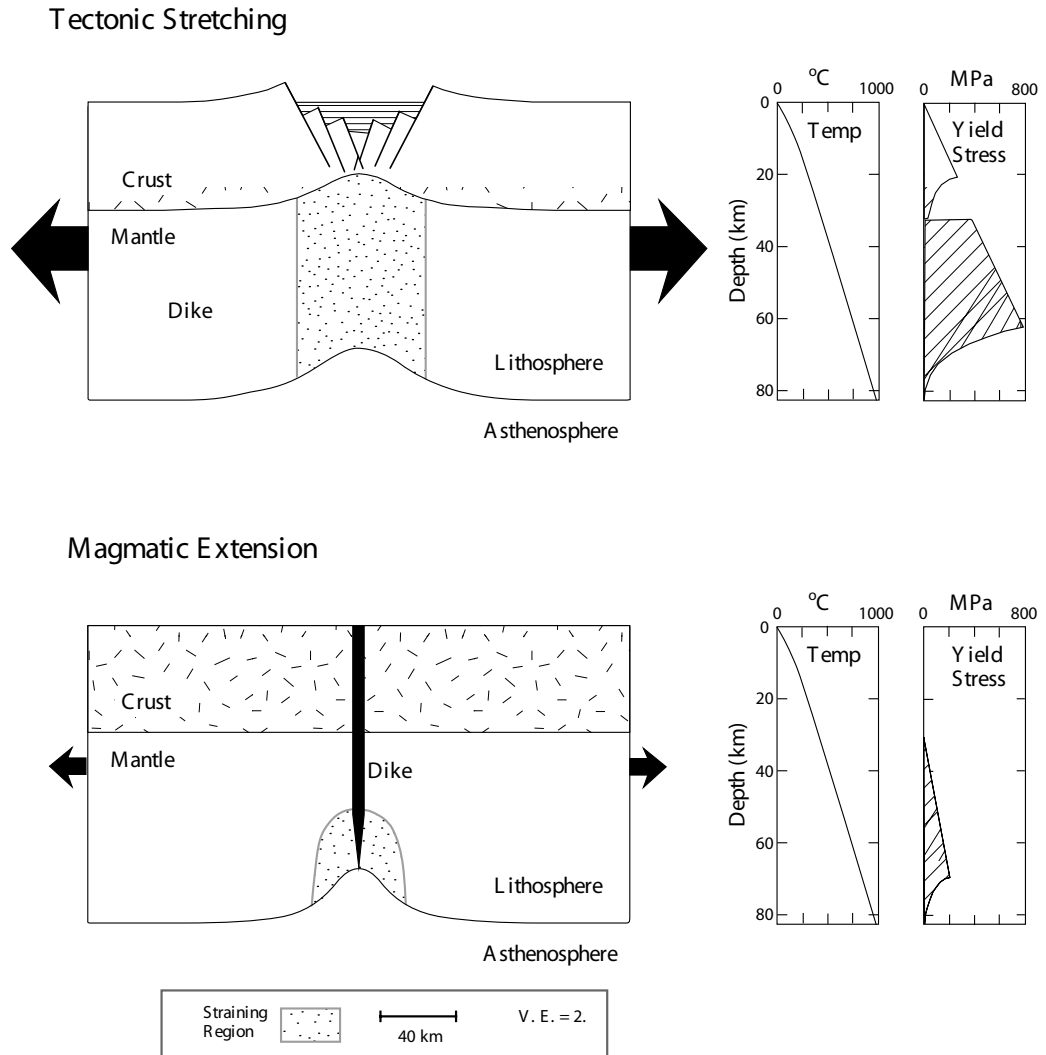 Tectonic Stretching
Crust
Mantle
Dike
Lithosphere
Asthenosphere
°C
0 1000
Temp
MPa
0 800
Yield
Stress
Depth (km)
0
20
40
60
80
Magmatic Extension
Crust
Mantle
Dike
Lithosphere
Asthenosphere
°C
0 1000
Temp
MPa
0 800
Yield
Stress
Depth (km)
0
20
40
60
80
Straining
Region
40 km
V. E. = 2.